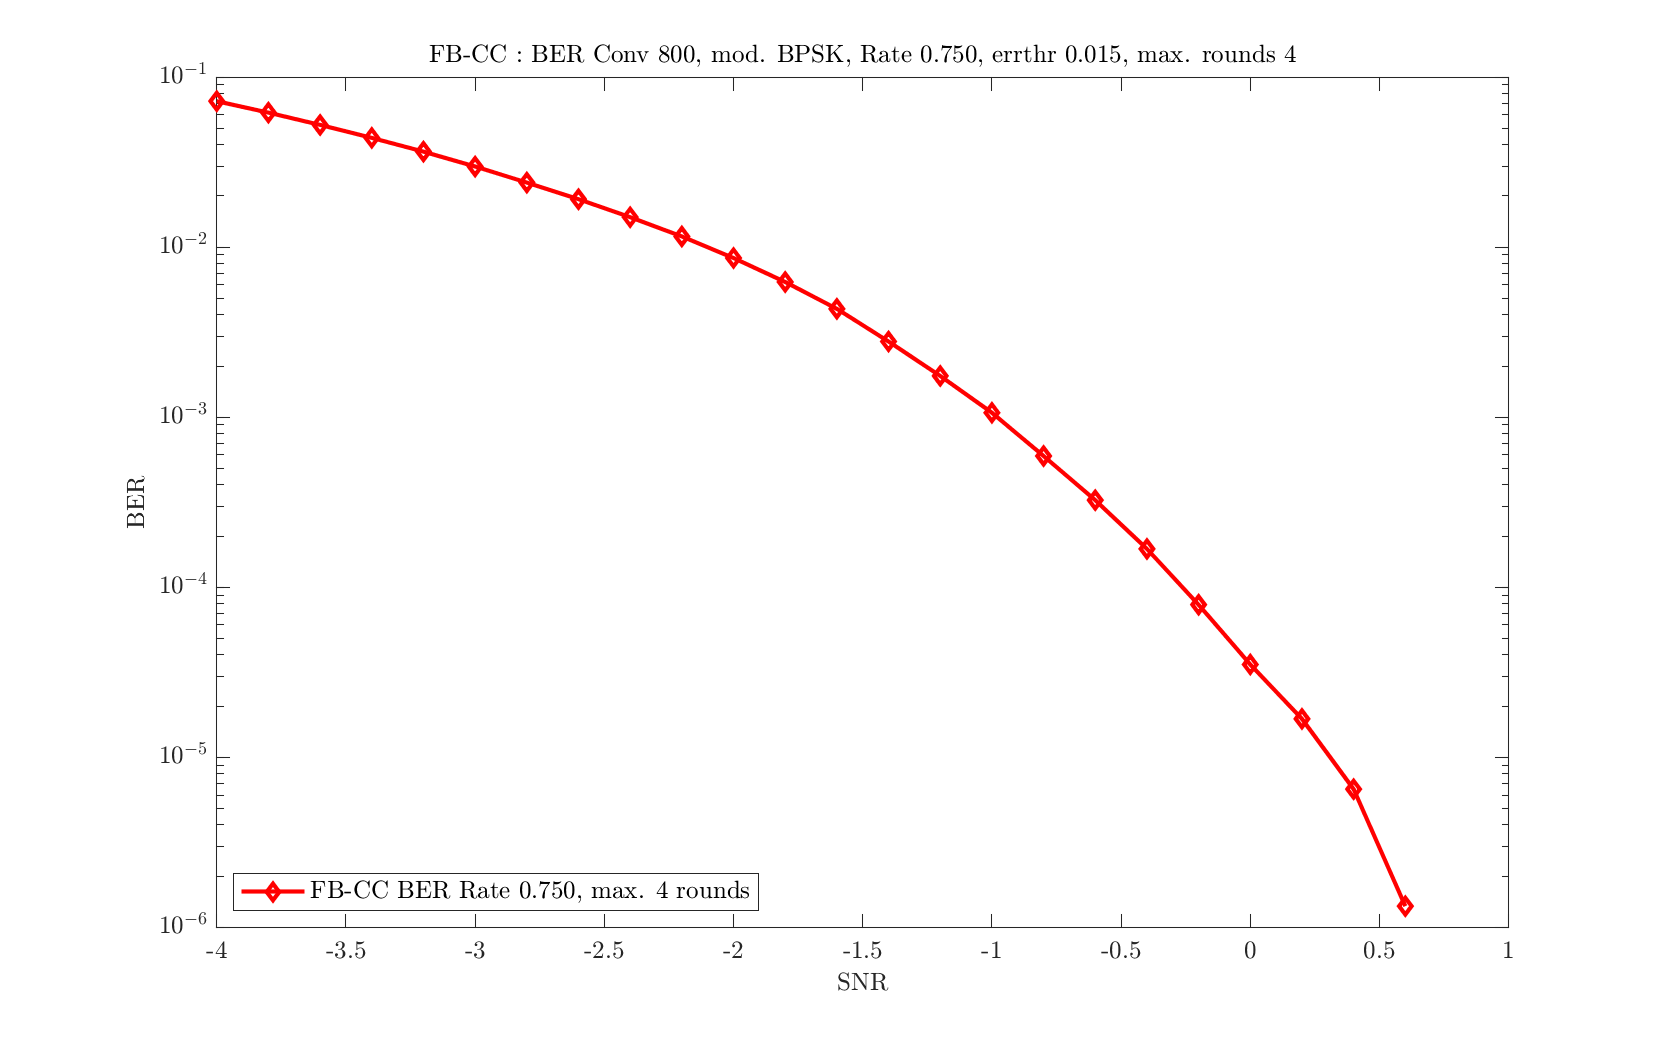 FB-CC : BER Conv 800, mod. BPSK, Rate 0.750, errthr 0.015, max. rounds 4
10⁻¹
10⁻²
10⁻³
10⁻⁴
10⁻⁵
10⁻⁶
BER
FB-CC BER Rate 0.750, max. 4 rounds
-4 -3.5 -3 -2.5 -2 -1.5 -1 -0.5 0 0.5 1
SNR